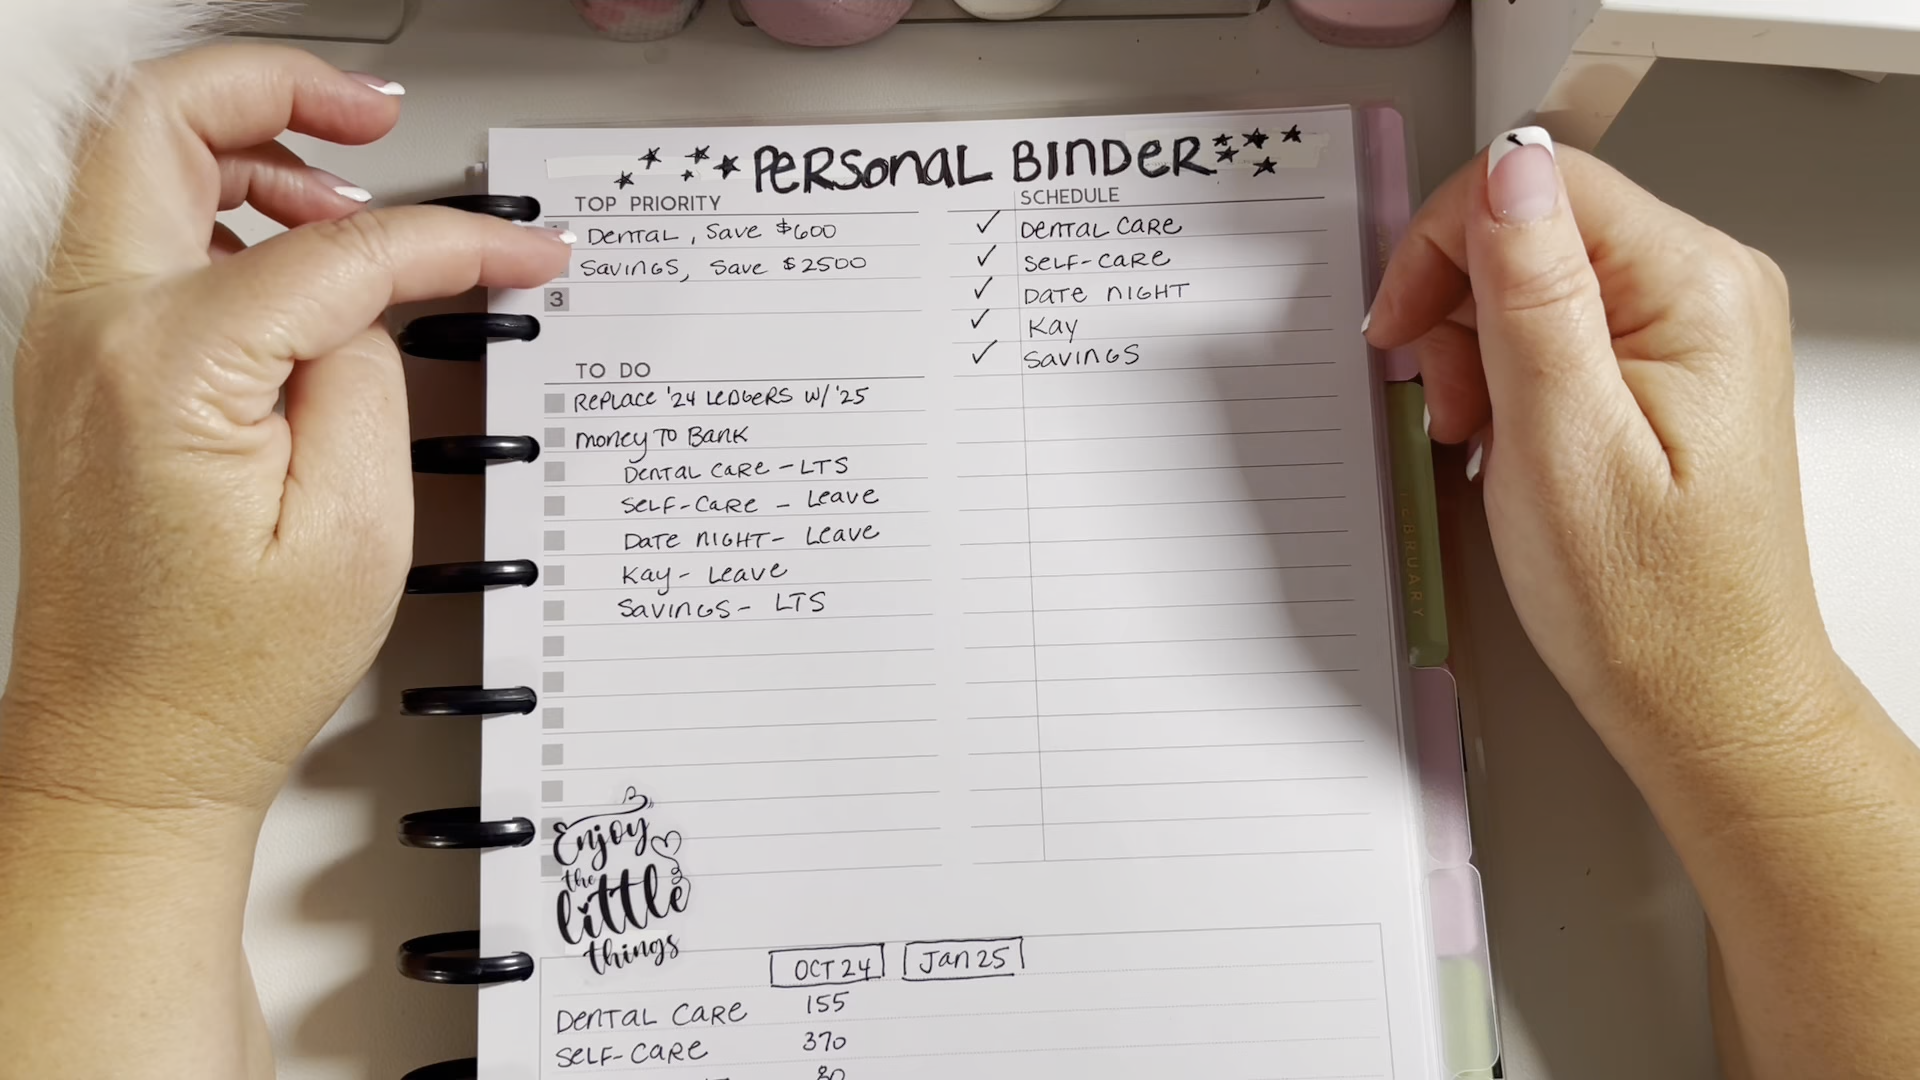 PERSONAL BINDER
TOP PRIORITY
DENTAL, Save $600
SAVINGS, Save $2500
3
SCHEDULE
✓ DENTAL CARE
✓ SELF-CARE
✓ DATE NIGHT
✓ Kay
✓ SAVINGS
TO DO
REPLACE '24 LEDGERS W/ '25
money TO BANK
DENTAL CARE - LTS
SELF-CARE - Leave
DATE NIGHT - Leave
Kay - Leave
SAVINGS - LTS
Enjoy
the
little
things
OCT 24 Jan 25
DENTAL CARE 155
SELF-CARE 370
FEBRUARY